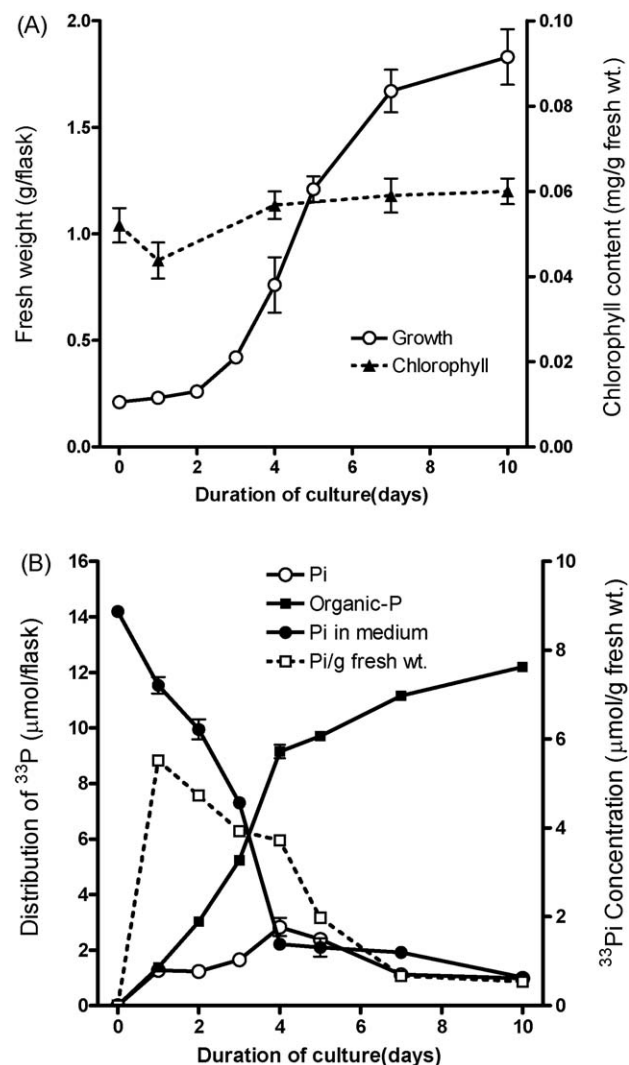 (A)
2.0
1.5
1.0
0.5
0.0
Fresh weight (g/flask)
0.10
0.08
0.06
0.04
0.02
0.00
Chlorophyll content (mg/g fresh wt.)
Growth
Chlorophyll
0 2 4 6 8 10
Duration of culture(days)
(B)
16
14
12
10
8
6
4
2
0
Distribution of ³³P (μmol/flask)
10
8
6
4
2
0
³³Pi Concentration (μmol/g fresh wt.)
Pi
Organic-P
Pi in medium
Pi/g fresh wt.
0 2 4 6 8 10
Duration of culture(days)